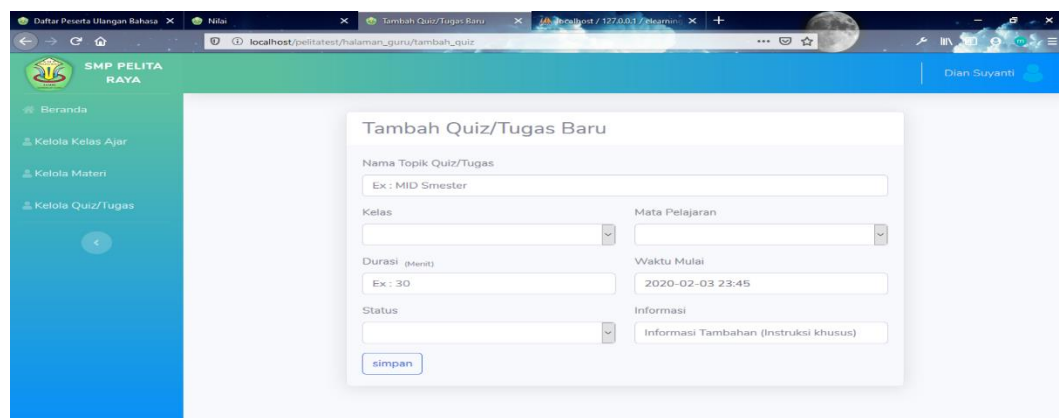 Daftar Peserta Ulangan Bahasa
Nilai
Tambah Quiz/Tugas Baru
localhost / 127.0.0.1 / elearning
localhost/pelitatest/halaman_guru/tambah_quiz
SMP PELITA
RAYA
Dian Suyanti
Beranda
Kelola Kelas Ajar
Kelola Materi
Kelola Quiz/Tugas
Tambah Quiz/Tugas Baru
Nama Topik Quiz/Tugas
Ex : MID Smester
Kelas
Mata Pelajaran
Durasi (Menit)
Waktu Mulai
Ex : 30
2020-02-03 23:45
Status
Informasi
Informasi Tambahan (Instruksi khusus)
simpan